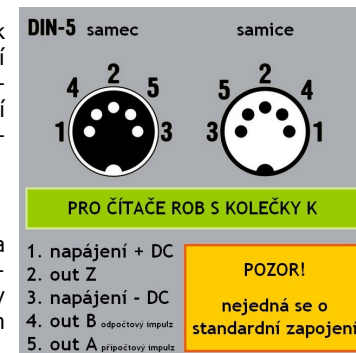 DIN-5 samec samice
4 2 5 5 2 4
1 3 3 1
PRO ČÍTAČE ROB S KOLEČKY K
1. napájení + DC
2. out Z
3. napájení - DC
4. out B odpočtový impulz
5. out A připočtový impulz
POZOR!
nejedná se o
standardní zapojení